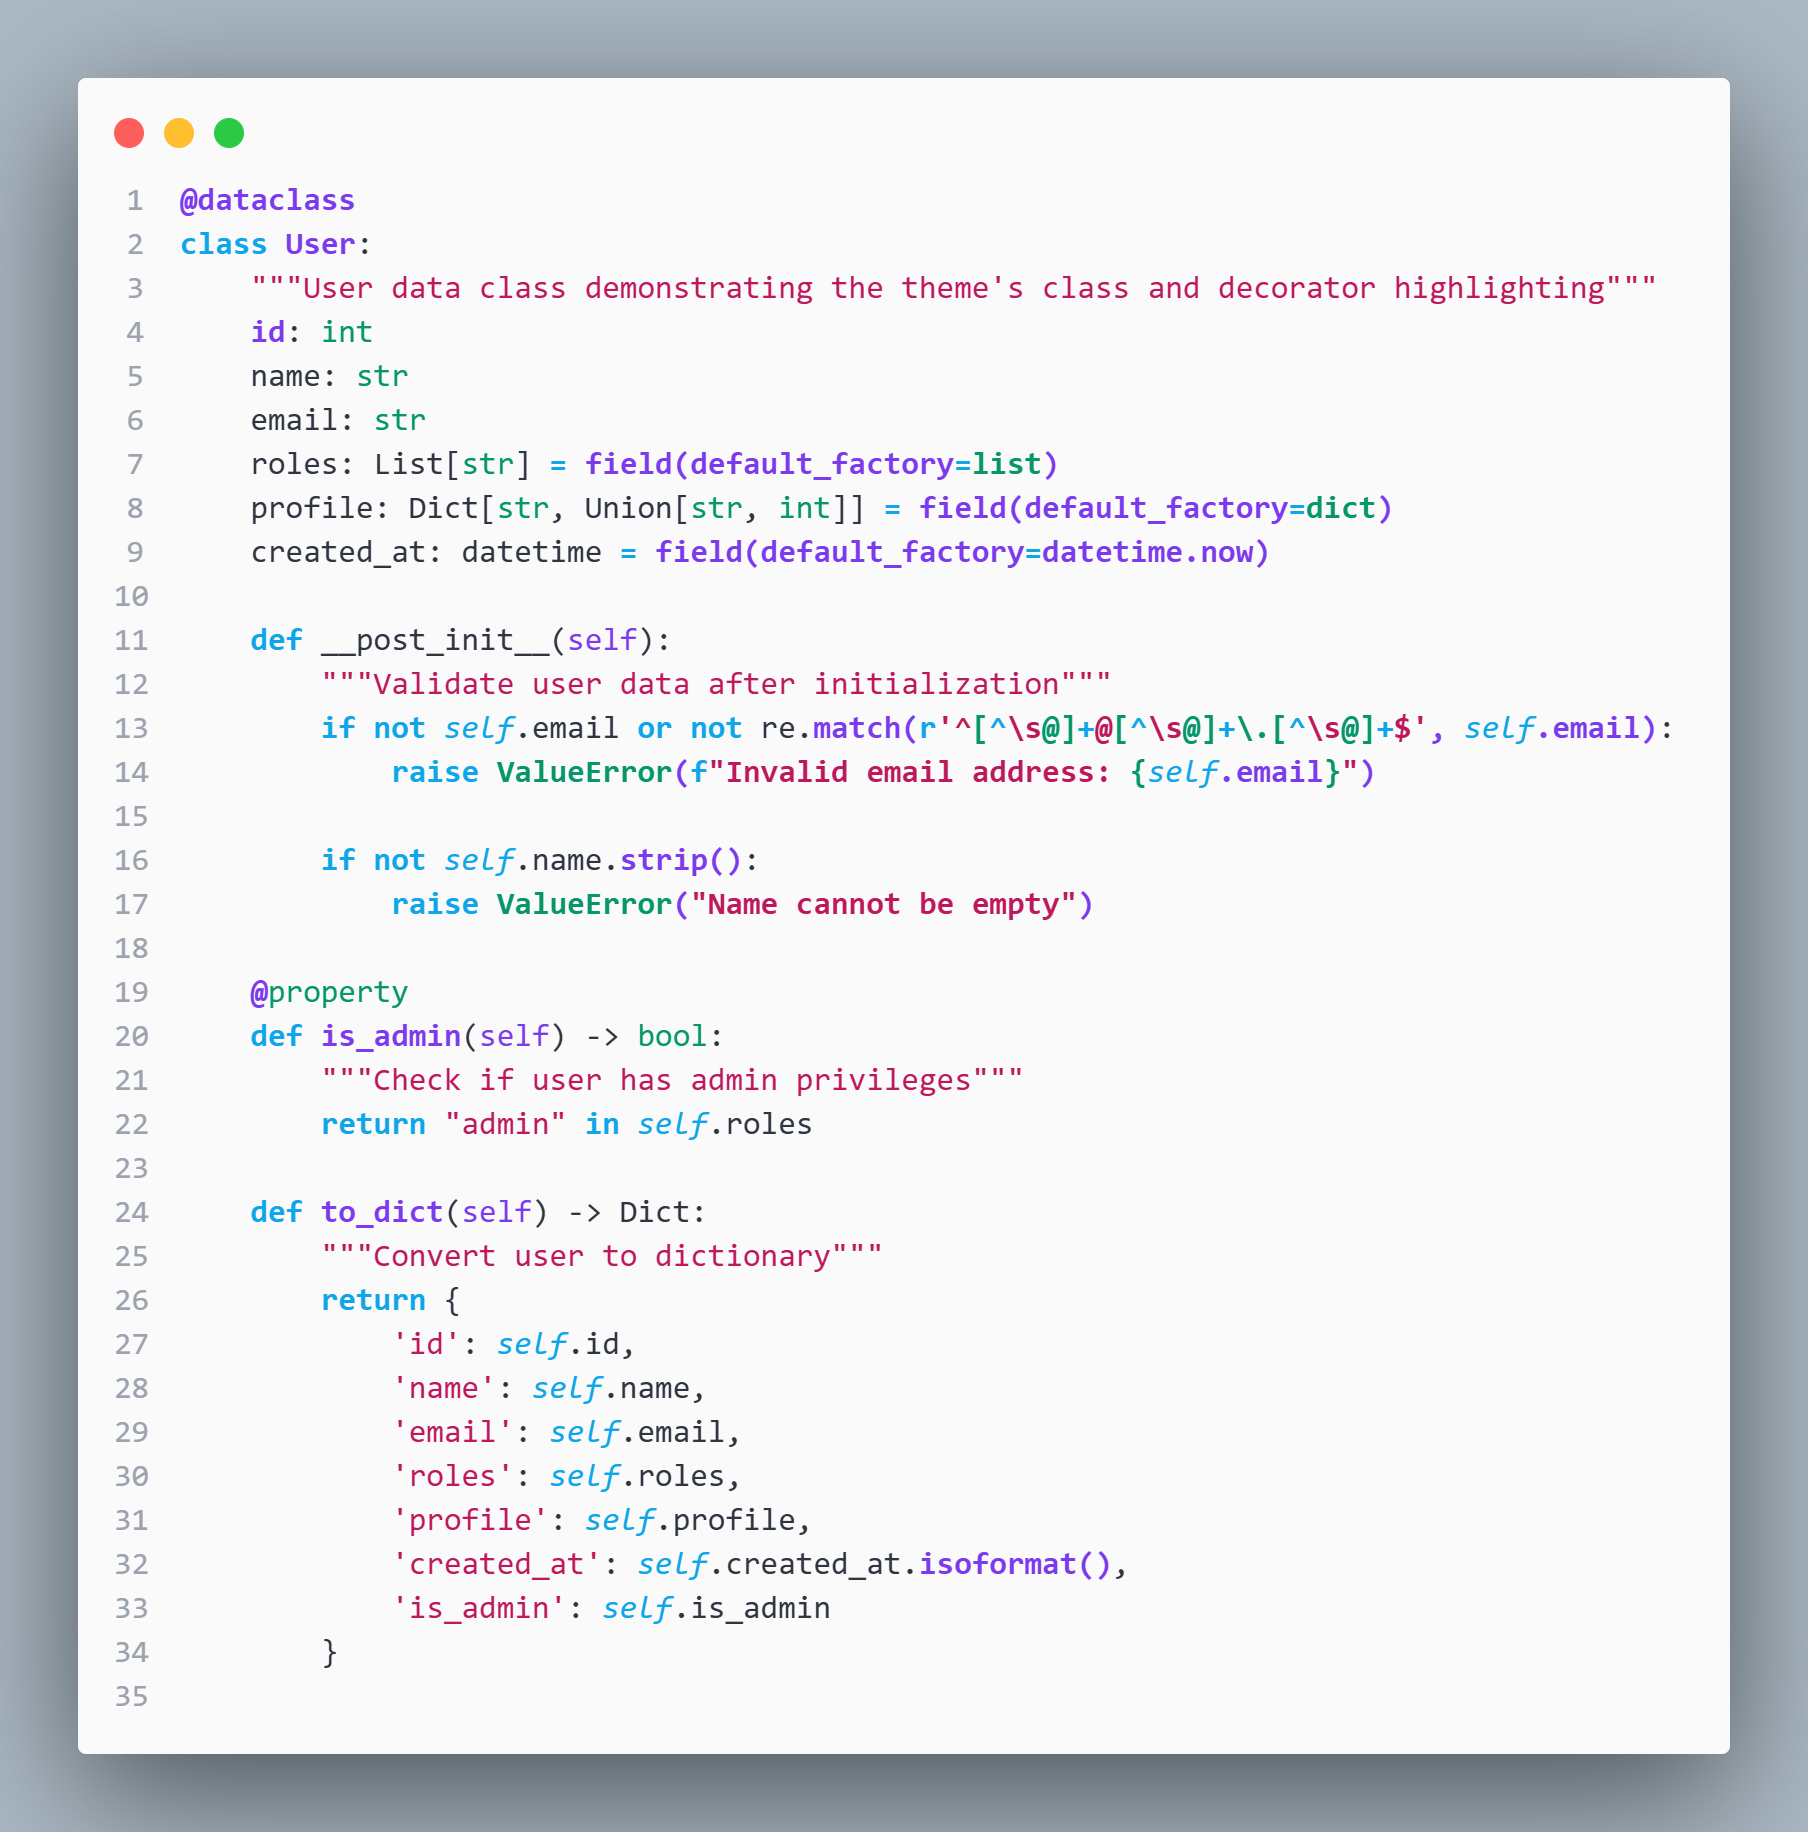 1 @dataclass
2 class User:
3     """User data class demonstrating the theme's class and decorator highlighting"""
4     id: int
5     name: str
6     email: str
7     roles: List[str] = field(default_factory=list)
8     profile: Dict[str, Union[str, int]] = field(default_factory=dict)
9     created_at: datetime = field(default_factory=datetime.now)
10
11     def __post_init__(self):
12         """Validate user data after initialization"""
13         if not self.email or not re.match(r'^[^\s@]+@[^\s@]+\.[^\s@]+$', self.email):
14             raise ValueError(f"Invalid email address: {self.email}")
15
16         if not self.name.strip():
17             raise ValueError("Name cannot be empty")
18
19     @property
20     def is_admin(self) -> bool:
21         """Check if user has admin privileges"""
22         return "admin" in self.roles
23
24     def to_dict(self) -> Dict:
25         """Convert user to dictionary"""
26         return {
27             'id': self.id,
28             'name': self.name,
29             'email': self.email,
30             'roles': self.roles,
31             'profile': self.profile,
32             'created_at': self.created_at.isoformat(),
33             'is_admin': self.is_admin
34         }
35